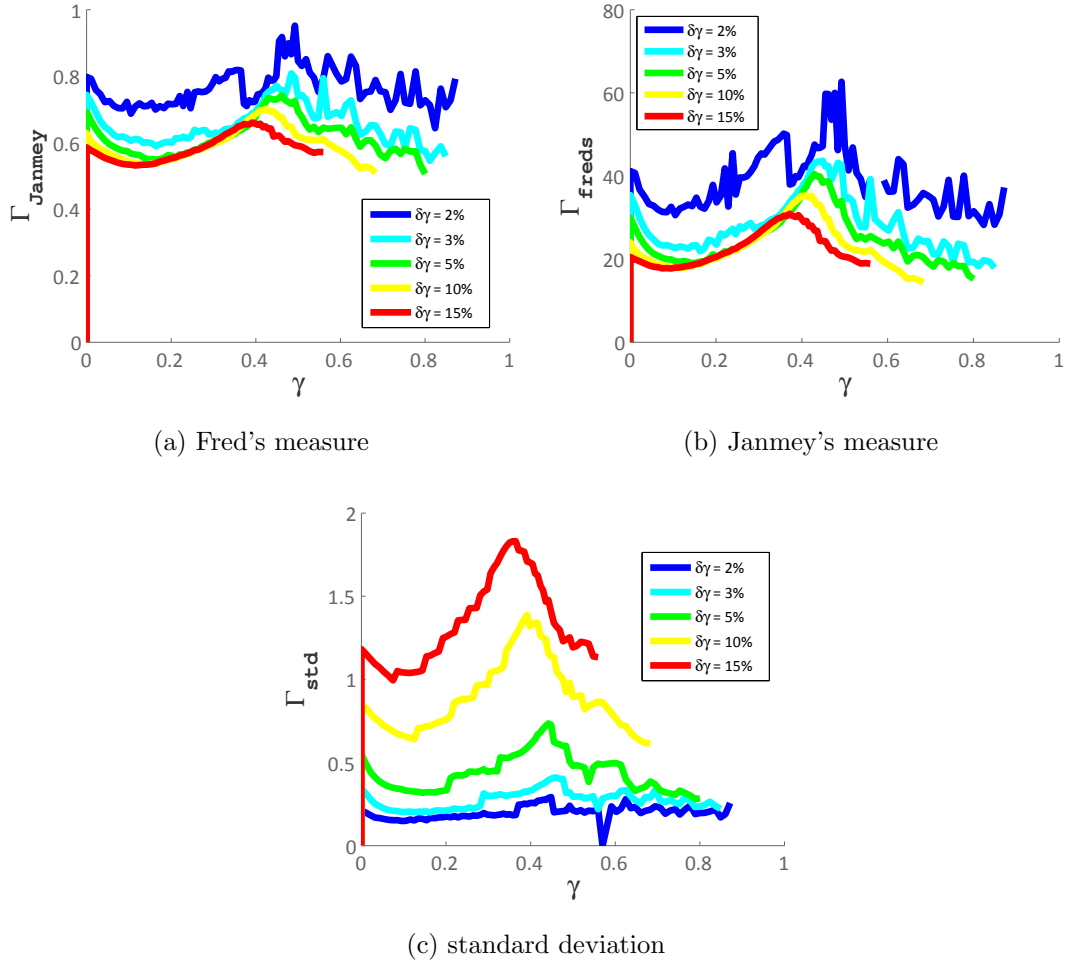 1
0.8
0.6
0.4
0.2
0
Γ_Janmey
0 0.2 0.4 0.6 0.8 1
γ
δγ = 2%
δγ = 3%
δγ = 5%
δγ = 10%
δγ = 15%
(a) Fred's measure
80
60
40
20
0
Γ_freds
0 0.2 0.4 0.6 0.8 1
γ
δγ = 2%
δγ = 3%
δγ = 5%
δγ = 10%
δγ = 15%
(b) Janmey's measure
2
1.5
1
0.5
0
Γ_std
0 0.2 0.4 0.6 0.8 1
γ
δγ = 2%
δγ = 3%
δγ = 5%
δγ = 10%
δγ = 15%
(c) standard deviation